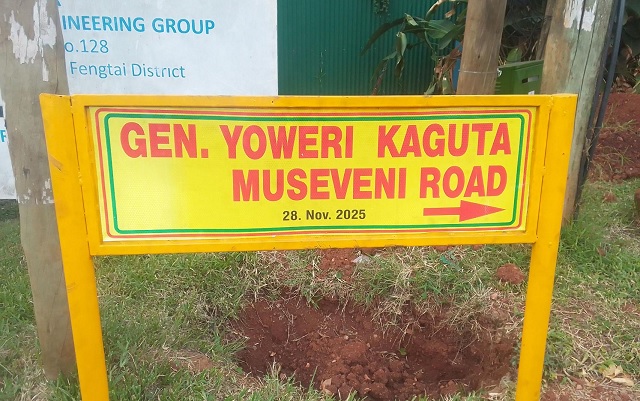 INEERING GROUP
o.128
Fengtai District
GEN. YOWERI KAGUTA
MUSEVENI ROAD
28. Nov. 2025